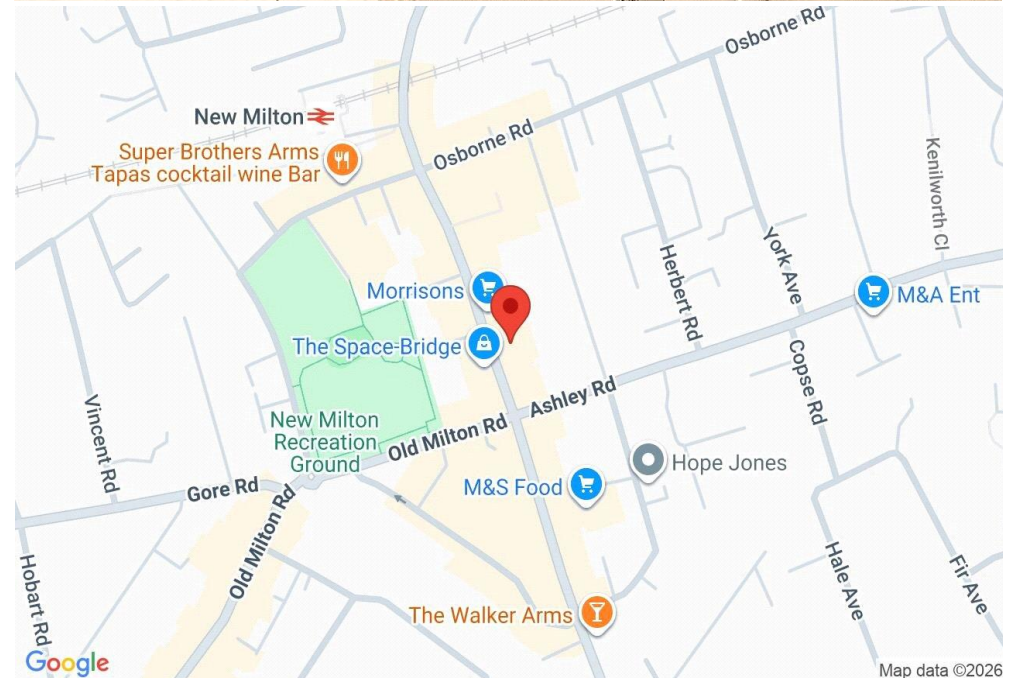 Osborne Rd
New Milton
Super Brothers Arms
Tapas cocktail wine Bar
Osborne Rd
Kenilworth Cl
York Ave
Herbert Rd
Morrisons
M&A Ent
The Space-Bridge
Copse Rd
Ashley Rd
Vincent Rd
New Milton
Recreation
Ground
Old Milton Rd
Hope Jones
Gore Rd
M&S Food
Old Milton Rd
Hobart Rd
Hale Ave
Fir Ave
The Walker Arms
Google
Map data ©2026